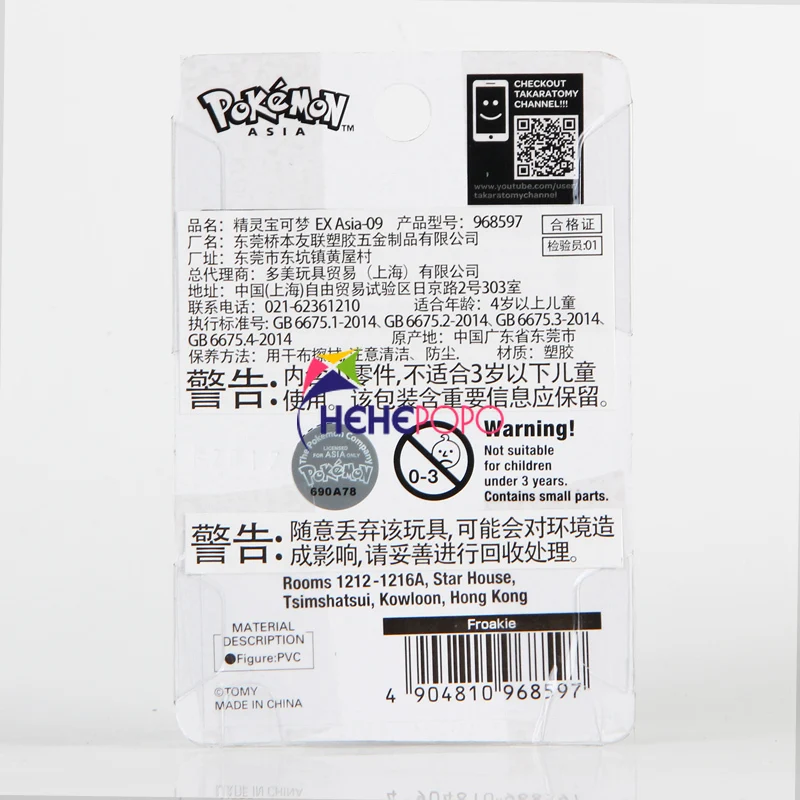 Pokémon
ASIA™
CHECKOUT
TAKARATOMY
CHANNEL!!!
www.youtube.com/user/
takaratomychannel
品名：精灵宝可梦 EX Asia-09 产品型号：968597
合格证
厂名：东莞桥本友联塑胶五金制品有限公司
检验员:01
厂址：东莞市东坑镇黄屋村
总代理商：多美玩具贸易（上海）有限公司
地址：中国(上海)自由贸易试验区日京路2号303室
联系电话：021-62361210 适合年龄：4岁以上儿童
执行标准号: GB 6675.1-2014、GB 6675.2-2014、GB 6675.3-2014、
GB 6675.4-2014 原产地：中国广东省东莞市
保养方法：用干布擦拭,注意清洁、防尘. 材质：塑胶
警告: 内含小零件,不适合3岁以下儿童
使用。该包装含重要信息应保留。
HEHEPOPO
The Pokémon Company
LICENSED
FOR ASIA ONLY
POKéMON
690A78
0-3
Warning!
Not suitable
for children
under 3 years.
Contains small parts.
警告: 随意丢弃该玩具,可能会对环境造
成影响,请妥善进行回收处理。
Rooms 1212-1216A, Star House,
Tsimshatsui, Kowloon, Hong Kong
MATERIAL
DESCRIPTION
●Figure:PVC
©TOMY
MADE IN CHINA
Froakie
4 904810 968597